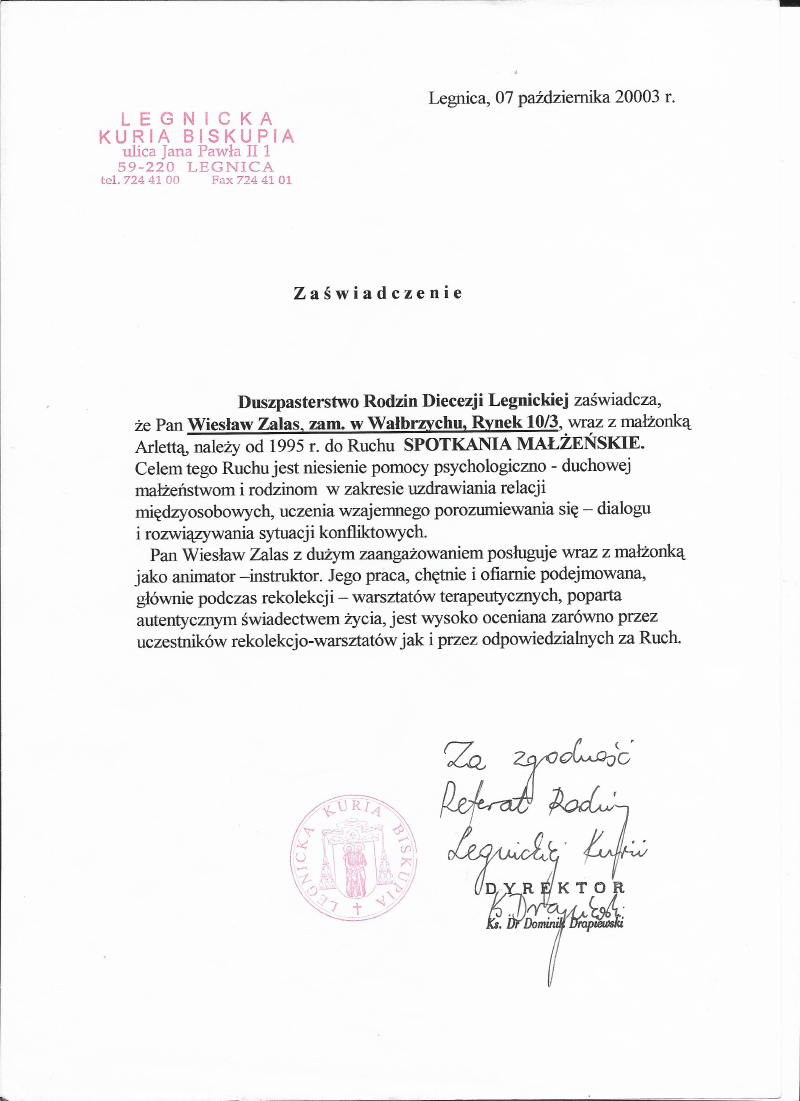 Legnica, 07 października 20003 r.
LEGNICKA
KURIA BISKUPIA
ulica Jana Pawła II 1
59-220 LEGNICA
tel. 724 41 00 Fax 724 41 01
Zaświadczenie
Duszpasterstwo Rodzin Diecezji Legnickiej zaświadcza,
że Pan Wiesław Zalas, zam. w Wałbrzychu, Rynek 10/3, wraz z małżonką
Arlettą, należy od 1995 r. do Ruchu SPOTKANIA MAŁŻEŃSKIE.
Celem tego Ruchu jest niesienie pomocy psychologiczno - duchowej
małżeństwom i rodzinom w zakresie uzdrawiania relacji
międzyosobowych, uczenia wzajemnego porozumiewania się – dialogu
i rozwiązywania sytuacji konfliktowych.
Pan Wiesław Zalas z dużym zaangażowaniem posługuje wraz z małżonką
jako animator –instruktor. Jego praca, chętnie i ofiarnie podejmowana,
głównie podczas rekolekcji – warsztatów terapeutycznych, poparta
autentycznym świadectwem życia, jest wysoko oceniana zarówno przez
uczestników rekolekcjo-warsztatów jak i przez odpowiedzialnych za Ruch.
Za zgodność
Referat Rodzin
Legnickiej Kurii
LEGNICKA KURIA BISKUPIA
DYREKTOR
Ks. Dr Dominik Drapiewski